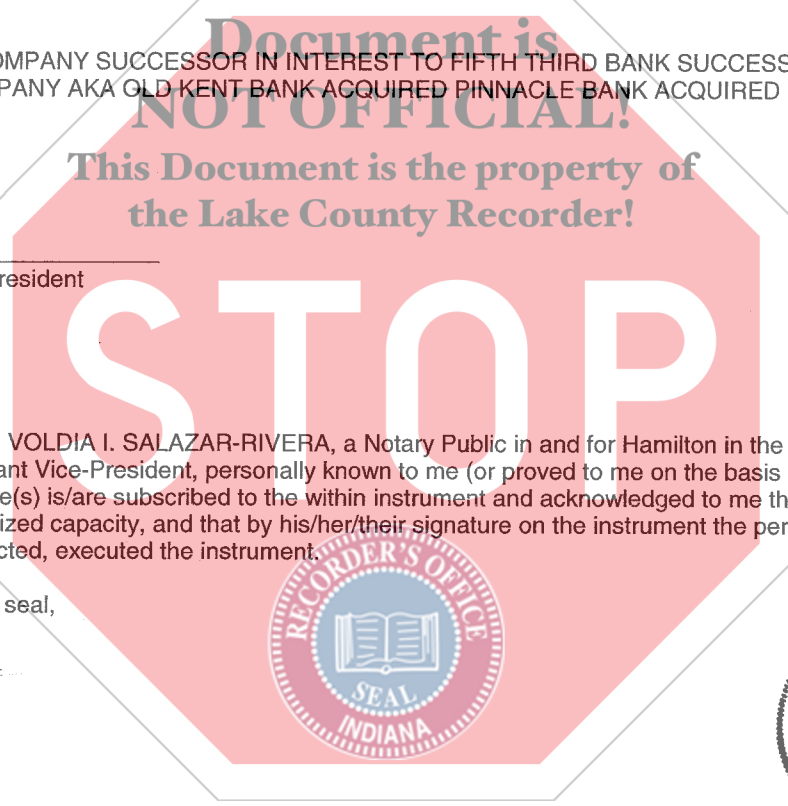 Document is
OMPANY SUCCESSOR IN INTEREST TO FIFTH THIRD BANK SUCCESS
PANY AKA OLD KENT BANK ACQUIRED PINNACLE BANK ACQUIRED
NOT OFFICIAL!
This Document is the property of
the Lake County Recorder!
resident
STOP
VOLDIA I. SALAZAR-RIVERA, a Notary Public in and for Hamilton in the
ant Vice-President, personally known to me (or proved to me on the basis
e(s) is/are subscribed to the within instrument and acknowledged to me th
ized capacity, and that by his/her/their signature on the instrument the per
cted, executed the instrument.
seal,
RECORDER'S OFFICE
SEAL
INDIANA